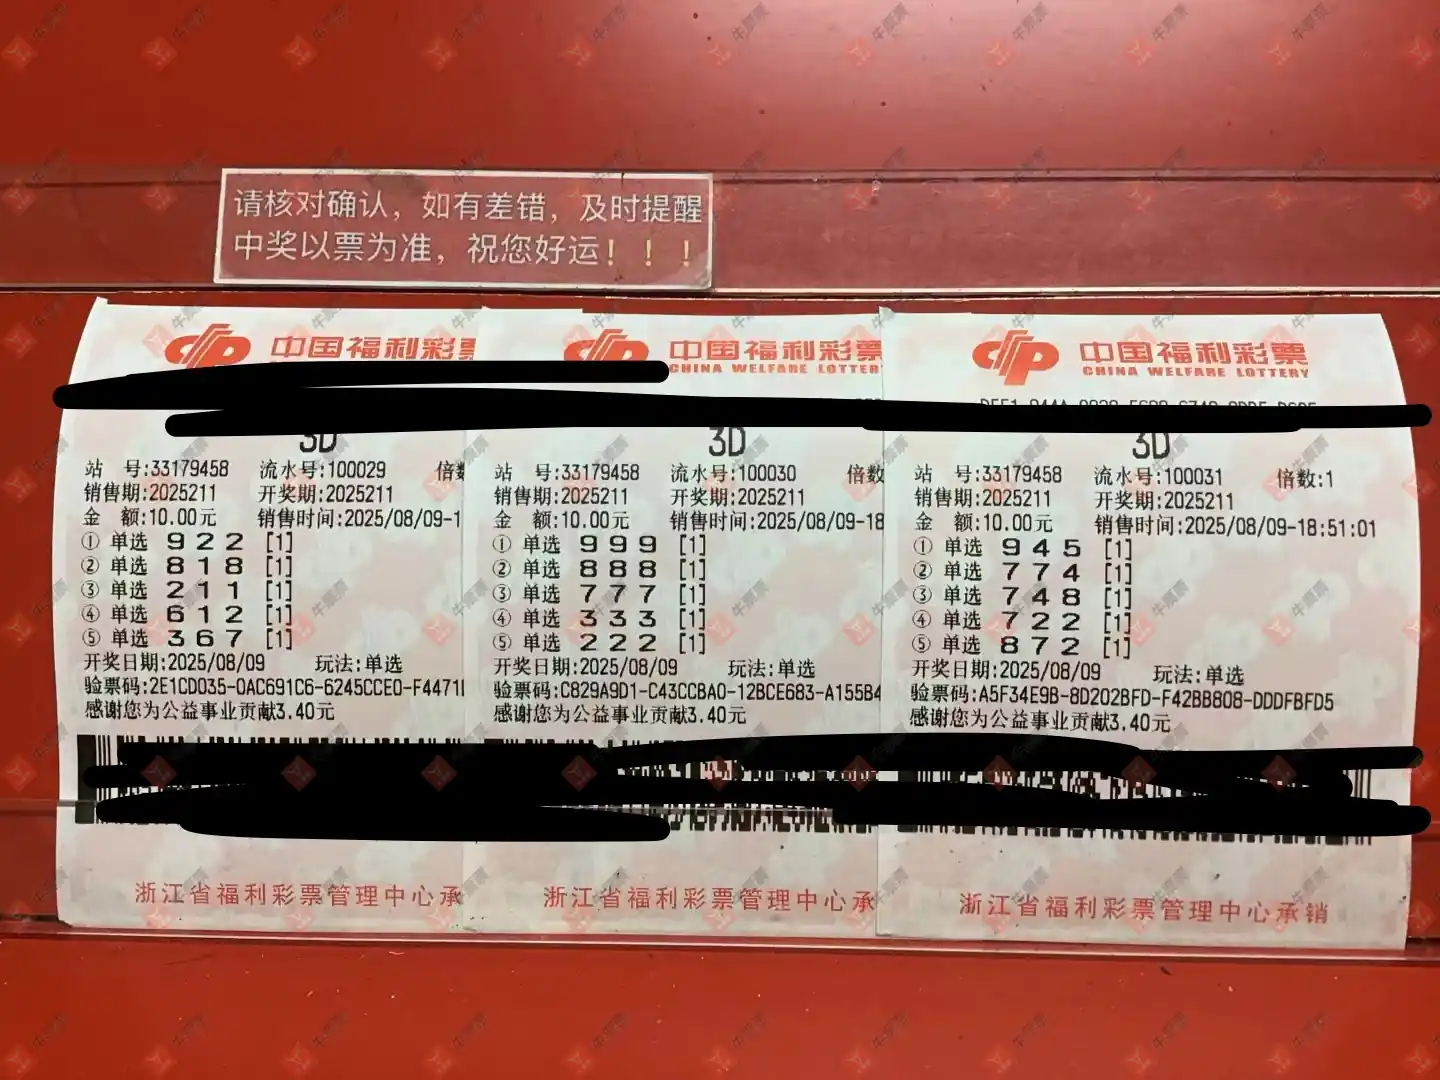 请核对确认，如有差错，及时提醒
中奖以票为准，祝您好运！！！
中国福利彩
3D
站 号:33179458 流水号:100029 倍数
销售期:2025211 开奖期:2025211
金 额:10.00元 销售时间:2025/08/09-1
① 单选 9 2 2 [1]
② 单选 8 1 8 [1]
③ 单选 2 1 1 [1]
④ 单选 6 1 2 [1]
⑤ 单选 3 6 7 [1]
开奖日期:2025/08/09 玩法:单选
验票码:2E1CD035-0AC691C6-6245CCE0-F4471
感谢您为公益事业贡献3.40元
浙江省福利彩票管理中心承
中国福利彩票
CHINA WELFARE LOTTERY
3D
站 号:33179458 流水号:100030 倍数
销售期:2025211 开奖期:2025211
金 额:10.00元 销售时间:2025/08/09-18
① 单选 9 9 9 [1]
② 单选 8 8 8 [1]
③ 单选 7 7 7 [1]
④ 单选 3 3 3 [1]
⑤ 单选 2 2 2 [1]
开奖日期:2025/08/09 玩法:单选
验票码:C829A9D1-C43CCBA0-12BCE683-A155B4
感谢您为公益事业贡献3.40元
浙江省福利彩票管理中心承
中国福利彩票
CHINA WELFARE LOTTERY
3D
站 号:33179458 流水号:100031 倍数:1
销售期:2025211 开奖期:2025211
金 额:10.00元 销售时间:2025/08/09-18:51:01
① 单选 9 4 5 [1]
② 单选 7 7 4 [1]
③ 单选 7 4 8 [1]
④ 单选 7 2 2 [1]
⑤ 单选 8 7 2 [1]
开奖日期:2025/08/09 玩法:单选
验票码:A5F34E9B-8D202BFD-F42BB808-DDDFBFD5
感谢您为公益事业贡献3.40元
浙江省福利彩票管理中心承销